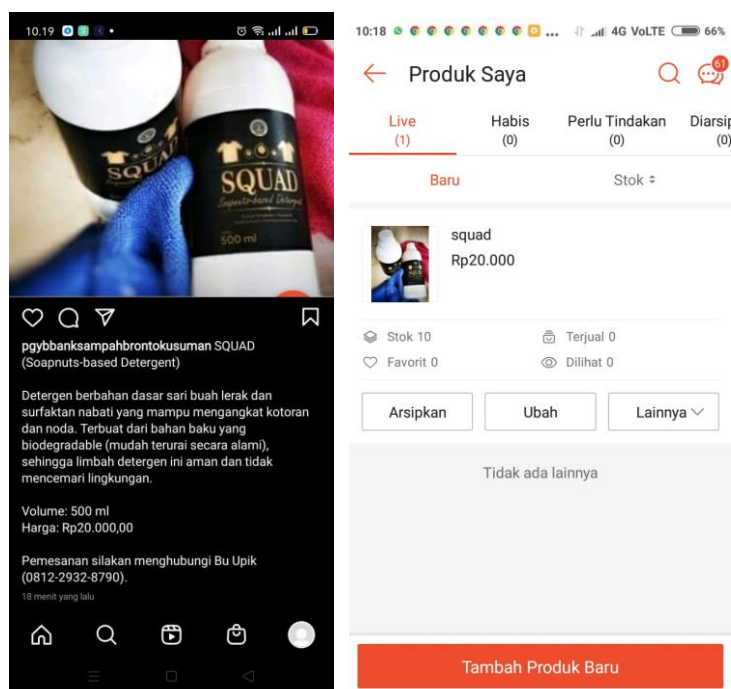 10.19
SQUAD
SQUAD
Soapnuts-based Detergent
500 ml
pgybbanksampahbrontokusuman SQUAD
(Soapnuts-based Detergent)
Detergen berbahan dasar sari buah lerak dan
surfaktan nabati yang mampu mengangkat kotoran
dan noda. Terbuat dari bahan baku yang
biodegradable (mudah terurai secara alami),
sehingga limbah detergen ini aman dan tidak
mencemari lingkungan.
Volume: 500 ml
Harga: Rp20.000,00
Pemesanan silakan menghubungi Bu Upik
(0812-2932-8790).
18 menit yang lalu
10:18 ... 4G VoLTE 66%
Produk Saya
61
Live Habis Perlu Tindakan Diarsip
(1) (0) (0) (0)
Baru Stok
squad
Rp20.000
Stok 10 Terjual 0
Favorit 0 Dilihat 0
Arsipkan Ubah Lainnya
Tidak ada lainnya
Tambah Produk Baru